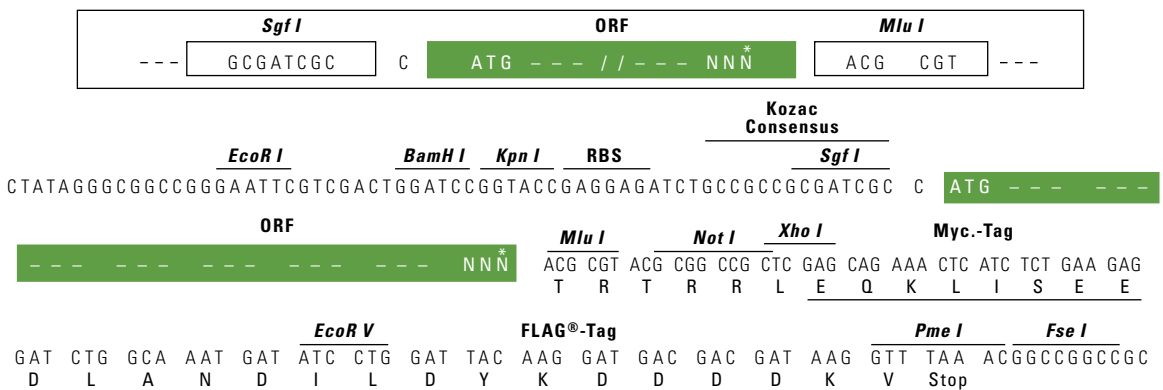 Sgf I ORF Mlu I
--- GCGATCGC C ATG --- // --- NNN* ACG CGT ---
Kozac
Consensus
EcoR I BamH I Kpn I RBS Sgf I
CTATAGGGCGGCCGGGAATTCGTCGACTGGATCCGGTACCGAGGAGATCTGCCGCCGCGATCGC C ATG --- ---
ORF Mlu I Not I Xho I Myc.-Tag
--- --- --- --- --- --- NNN* ACG CGT ACG CGG CCG CTC GAG CAG AAA CTC ATC TCT GAA GAG
T R T R R L E Q K L I S E E
EcoR V FLAG®-Tag Pme I Fse I
GAT CTG GCA AAT GAT ATC CTG GAT TAC AAG GAT GAC GAC GAT AAG GTT TAA ACGGCCGGCCGC
D L A N D I L D Y K D D D D K V Stop